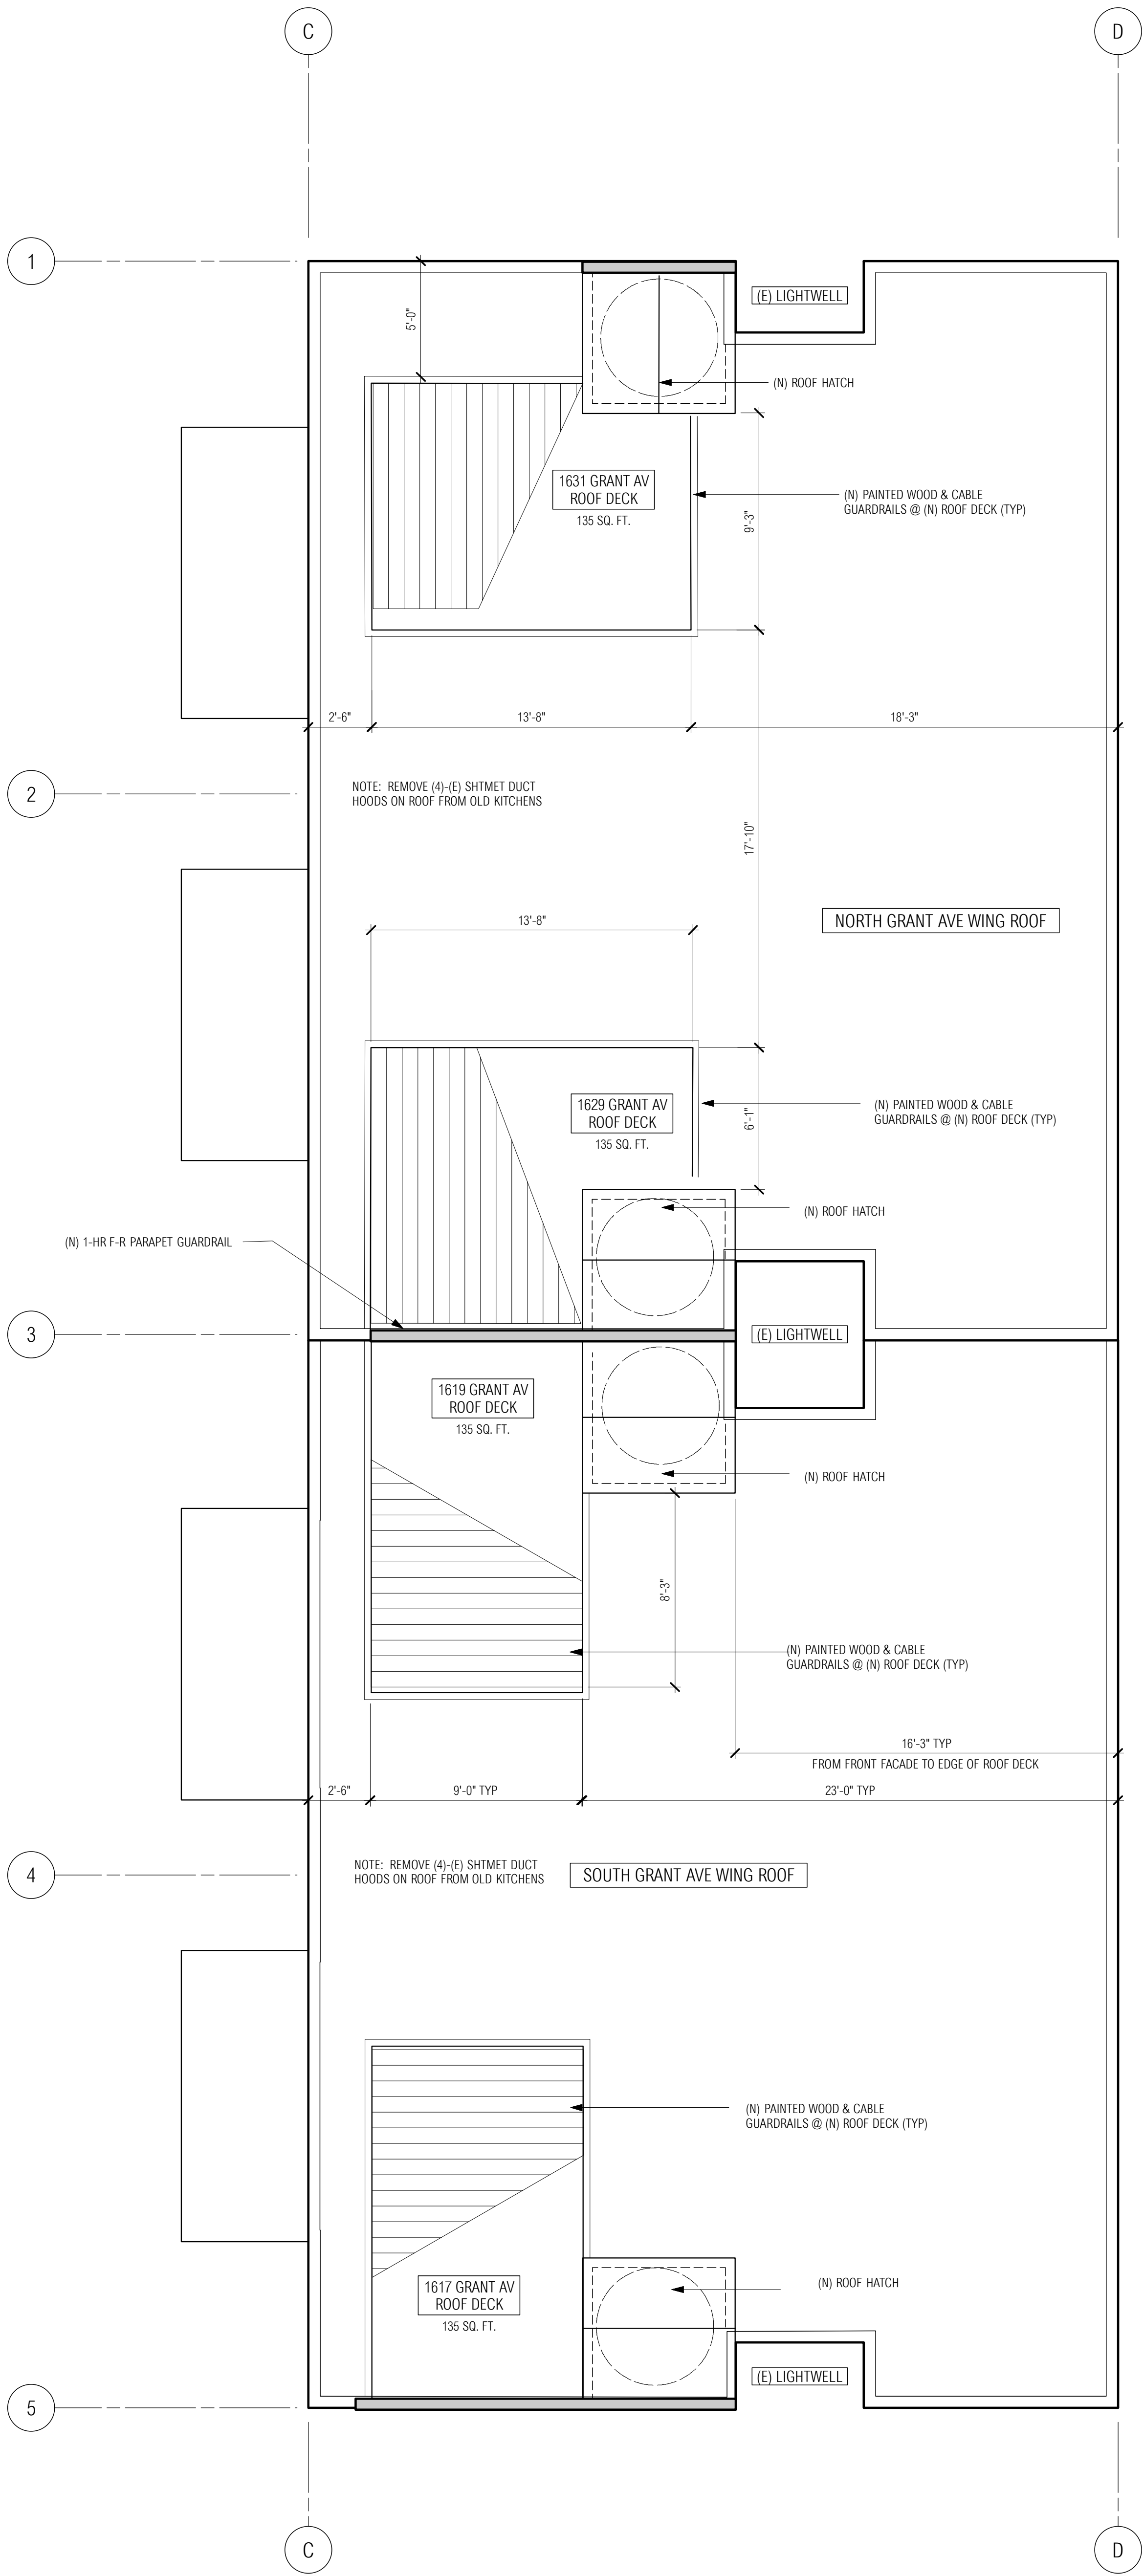 C
D
1
(E) LIGHTWELL
5'-0"
(N) ROOF HATCH
1631 GRANT AV
ROOF DECK
135 SQ. FT.
(N) PAINTED WOOD & CABLE
GUARDRAILS @ (N) ROOF DECK (TYP)
9'-3"
2'-6"
13'-8"
18'-3"
2
NOTE: REMOVE (4)-(E) SHTMET DUCT
HOODS ON ROOF FROM OLD KITCHENS
17'-10"
13'-8"
NORTH GRANT AVE WING ROOF
1629 GRANT AV
ROOF DECK
135 SQ. FT.
(N) PAINTED WOOD & CABLE
GUARDRAILS @ (N) ROOF DECK (TYP)
6'-1"
(N) ROOF HATCH
(N) 1-HR F-R PARAPET GUARDRAIL
3
(E) LIGHTWELL
1619 GRANT AV
ROOF DECK
135 SQ. FT.
(N) ROOF HATCH
8'-3"
(N) PAINTED WOOD & CABLE
GUARDRAILS @ (N) ROOF DECK (TYP)
16'-3" TYP
FROM FRONT FACADE TO EDGE OF ROOF DECK
2'-6"
9'-0" TYP
23'-0" TYP
4
NOTE: REMOVE (4)-(E) SHTMET DUCT
HOODS ON ROOF FROM OLD KITCHENS
SOUTH GRANT AVE WING ROOF
(N) PAINTED WOOD & CABLE
GUARDRAILS @ (N) ROOF DECK (TYP)
1617 GRANT AV
ROOF DECK
135 SQ. FT.
(N) ROOF HATCH
(E) LIGHTWELL
5
C
D